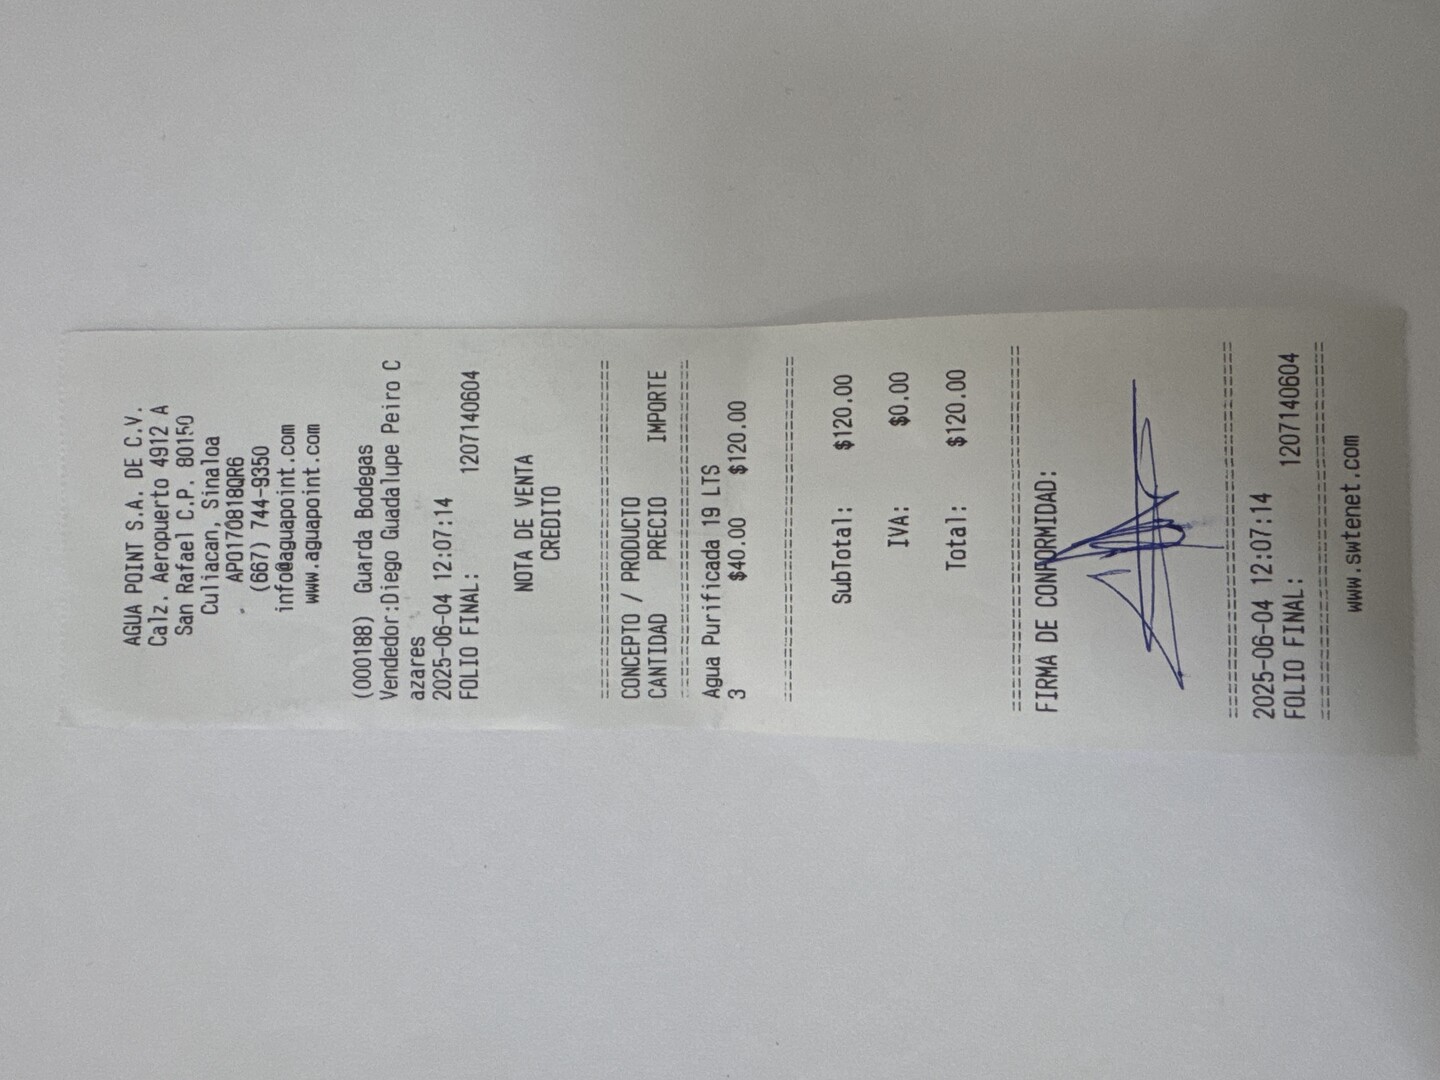 AGUA POINT S.A. DE C.V.
Calz. Aeropuerto 4912 A
San Rafael C.P. 80150
Culiacan, Sinaloa
APO170818QR6
(667) 744-9350
info@aguapoint.com
www.aguapoint.com
(000188) Guarda Bodegas
Vendedor:Diego Guadalupe Peiro C
azares
2025-06-04 12:07:14
FOLIO FINAL: 1207140604
NOTA DE VENTA
CREDITO
================================
CONCEPTO / PRODUCTO
CANTIDAD PRECIO IMPORTE
================================
Agua Purificada 19 LTS
3 $40.00 $120.00
================================
SubTotal: $120.00
IVA: $0.00
Total: $120.00
================================
FIRMA DE CONFORMIDAD:
================================
2025-06-04 12:07:14
FOLIO FINAL: 1207140604
================================
www.swtenet.com